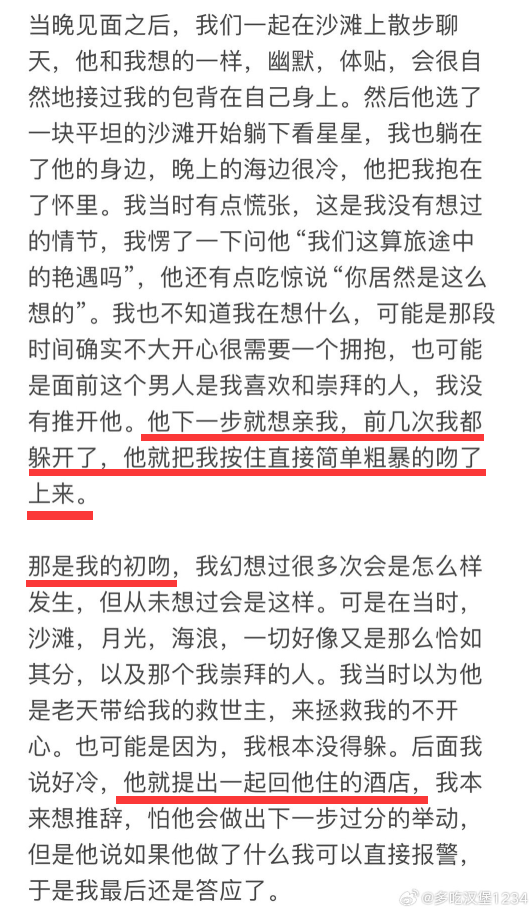 当晚见面之后，我们一起在沙滩上散步聊
天，他和我想的一样，幽默，体贴，会很自
然地接过我的包背在自己身上。然后他选了
一块平坦的沙滩开始躺下看星星，我也躺在
了他的身边，晚上的海边很冷，他把我抱在
了怀里。我当时有点慌张，这是我没有想过
的情节，我愣了一下问他“我们这算旅途中
的艳遇吗”，他还有点吃惊说“你居然是这么
想的”。我也不知道我在想什么，可能是那段
时间确实不大开心很需要一个拥抱，也可能
是面前这个男人是我喜欢和崇拜的人，我没
有推开他。他下一步就想亲我，前几次我都
躲开了，他就把我按住直接简单粗暴的吻了
上来。
那是我的初吻，我幻想过很多次会是怎么样
发生，但从未想过会是这样。可是在当时，
沙滩，月光，海浪，一切好像又是那么恰如
其分，以及那个我崇拜的人。我当时以为他
是老天带给我的救世主，来拯救我的不开
心。也可能是因为，我根本没得躲。后面我
说好冷，他就提出一起回他住的酒店，我本
来想推辞，怕他会做出下一步过分的举动，
但是他说如果他做了什么我可以直接报警，
于是我最后还是答应了。
@多吃汉堡1234